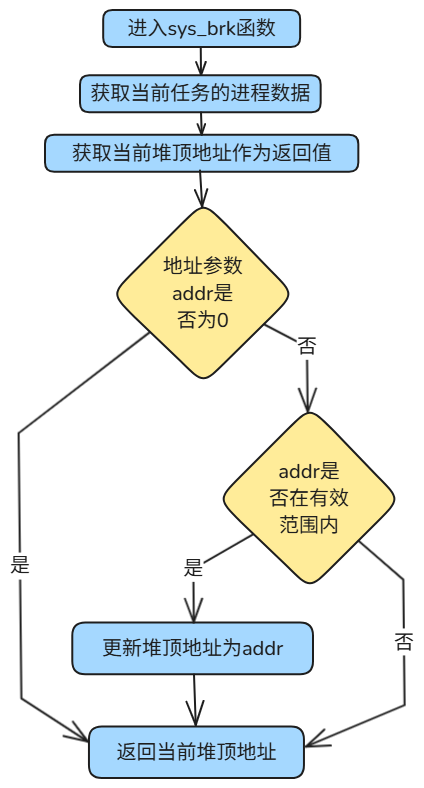 进入sys_brk函数
获取当前任务的进程数据
获取当前堆顶地址作为返回值
地址参数
addr是
否为0
否
addr是
否在有效
范围内
是
是
否
更新堆顶地址为addr
返回当前堆顶地址